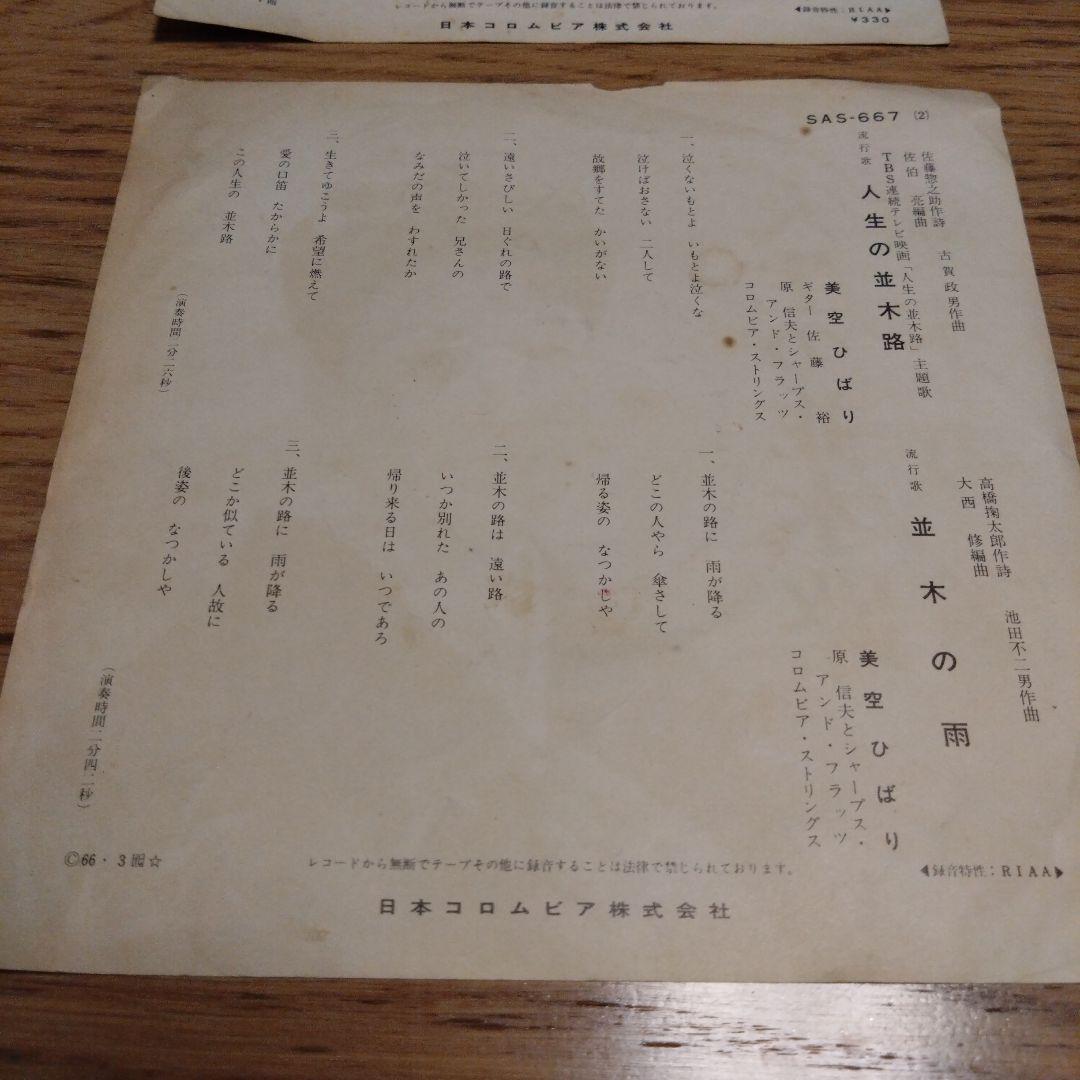 レコードから無断でテープその他に録音することは法律で禁じられております。
◀録音特性:RIAA▶
¥330
日本コロムビア株式会社
SAS-667 (2)
流行歌
佐藤惣之助作詩
佐伯 亮編曲
古賀政男作曲
TBS連続テレビ映画「人生の並木路」主題歌
人生の並木路
美空ひばり
ギター 佐藤 裕
原 信夫とシャープス・
アンド・フラッツ
コロムビア・ストリングス
一、泣くないもとよ いもとよ泣くな
泣けばおさない 二人して
故郷をすてた かいがない
二、遠いさびしい 日ぐれの路で
泣いてしかった 兄さんの
なみだの声を わすれたか
三、生きてゆこうよ 希望に燃えて
愛の口笛 たからかに
この人生の 並木路
(演奏時間二分二六秒)
流行歌
高橋掬太郎作詩
大西 修編曲
池田不二男作曲
並木の雨
美空ひばり
原 信夫とシャープス・
アンド・フラッツ
コロムビア・ストリングス
一、並木の路に 雨が降る
どこの人やら 傘さして
帰る姿の なつかしや
二、並木の路は 遠い路
いつか別れた あの人の
帰り来る日は いつであろ
三、並木の路に 雨が降る
どこか似ている 人故に
後姿の なつかしや
(演奏時間二分四二秒)
©66・3
☆
レコードから無断でテープその他に録音することは法律で禁じられております。
◀録音特性:RIAA▶
日本コロムビア株式会社